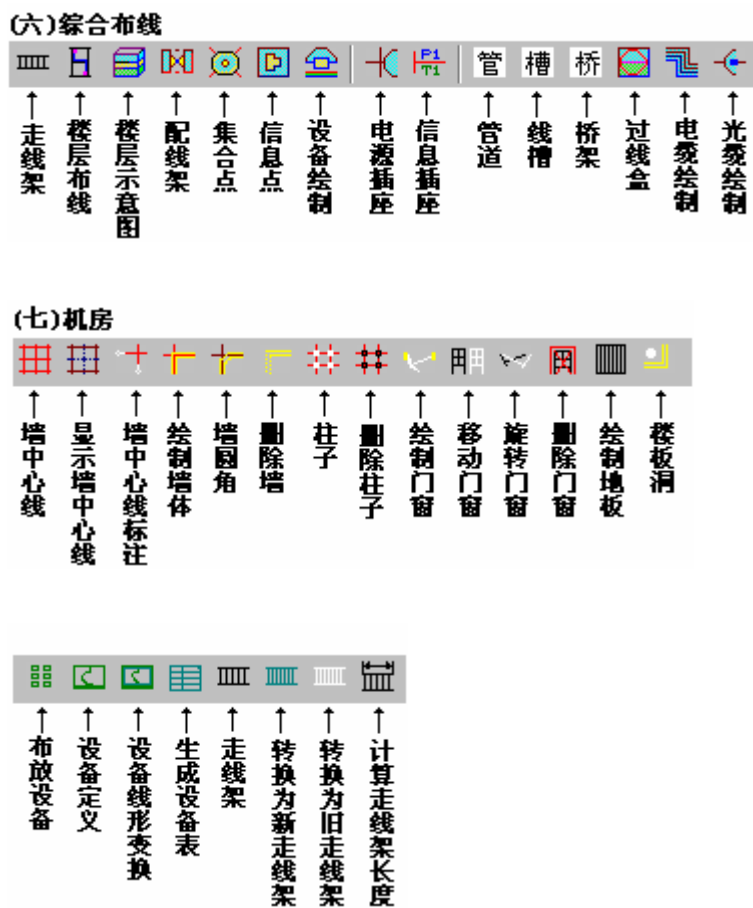 (六)综合布线
P1
T1
管 槽 桥
走线架
楼层布线
楼层示意图
配线架
集合点
信息点
设备绘制
电源插座
信息插座
管道
线槽
桥架
过线盒
电缆绘制
光缆绘制
(七)机房
墙中心线
显示墙中心线
墙中心线标注
绘制墙体
墙圆角
删除墙
柱子
删除柱子
绘制门窗
移动门窗
旋转门窗
删除门窗
绘制地板
楼板洞
布放设备
设备定义
设备线形变换
生成设备表
走线架
转换为新走线架
转换为旧走线架
计算走线架长度